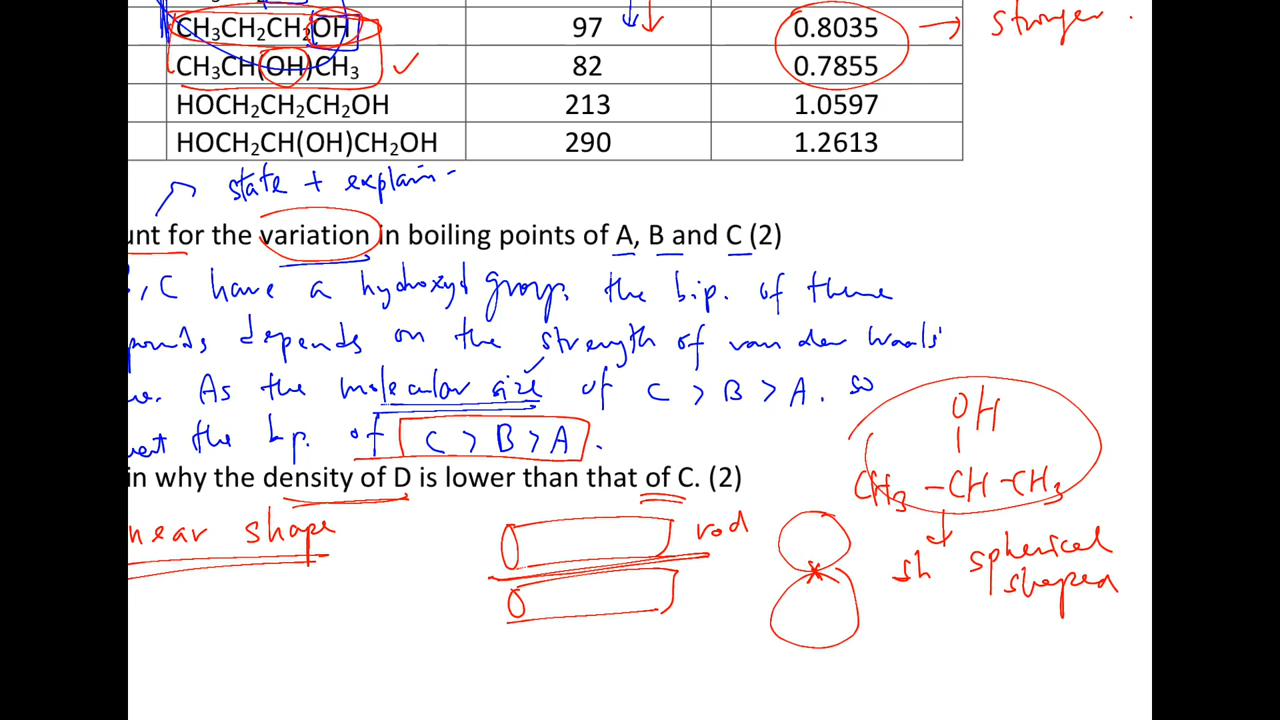 CH₃CH₂CH₂OH 97 0.8035 → stronger.
CH₃CH(OH)CH₃ ✓ 82 0.7855
HOCH₂CH₂CH₂OH 213 1.0597
HOCH₂CH(OH)CH₂OH 290 1.2613
state + explain
unt for the variation in boiling points of A, B and C (2)
, C have a hydroxyl group, the b.p. of these
pounds depends on the strength of van der Waals'
As the molecular size of C > B > A. so
the b.p. of C > B > A.
in why the density of D is lower than that of C. (2)
near shape
rod
OH
CH₃ – CH – CH₃
sh spherical
shaped